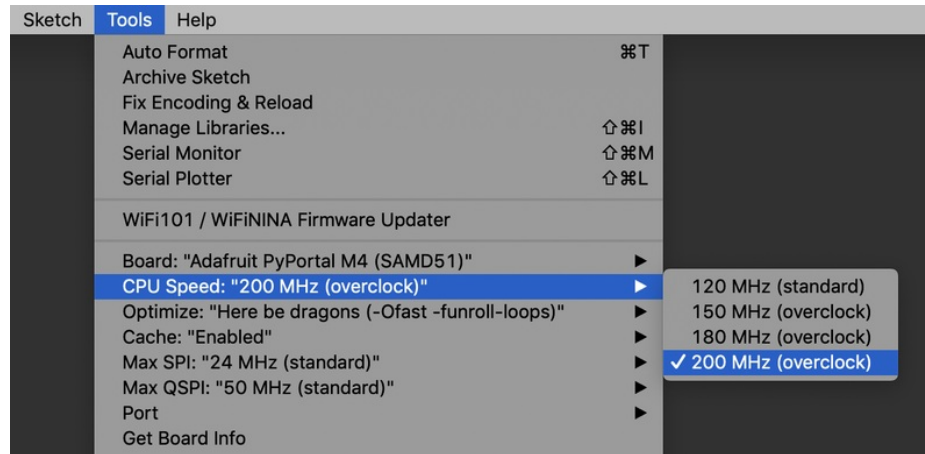 Sketch Tools Help
Auto Format ⌘T
Archive Sketch
Fix Encoding & Reload
Manage Libraries... ⇧⌘I
Serial Monitor ⇧⌘M
Serial Plotter ⇧⌘L
WiFi101 / WiFiNINA Firmware Updater
Board: "Adafruit PyPortal M4 (SAMD51)"
CPU Speed: "200 MHz (overclock)"
Optimize: "Here be dragons (-Ofast -funroll-loops)"
Cache: "Enabled"
Max SPI: "24 MHz (standard)"
Max QSPI: "50 MHz (standard)"
Port
Get Board Info
120 MHz (standard)
150 MHz (overclock)
180 MHz (overclock)
✓ 200 MHz (overclock)